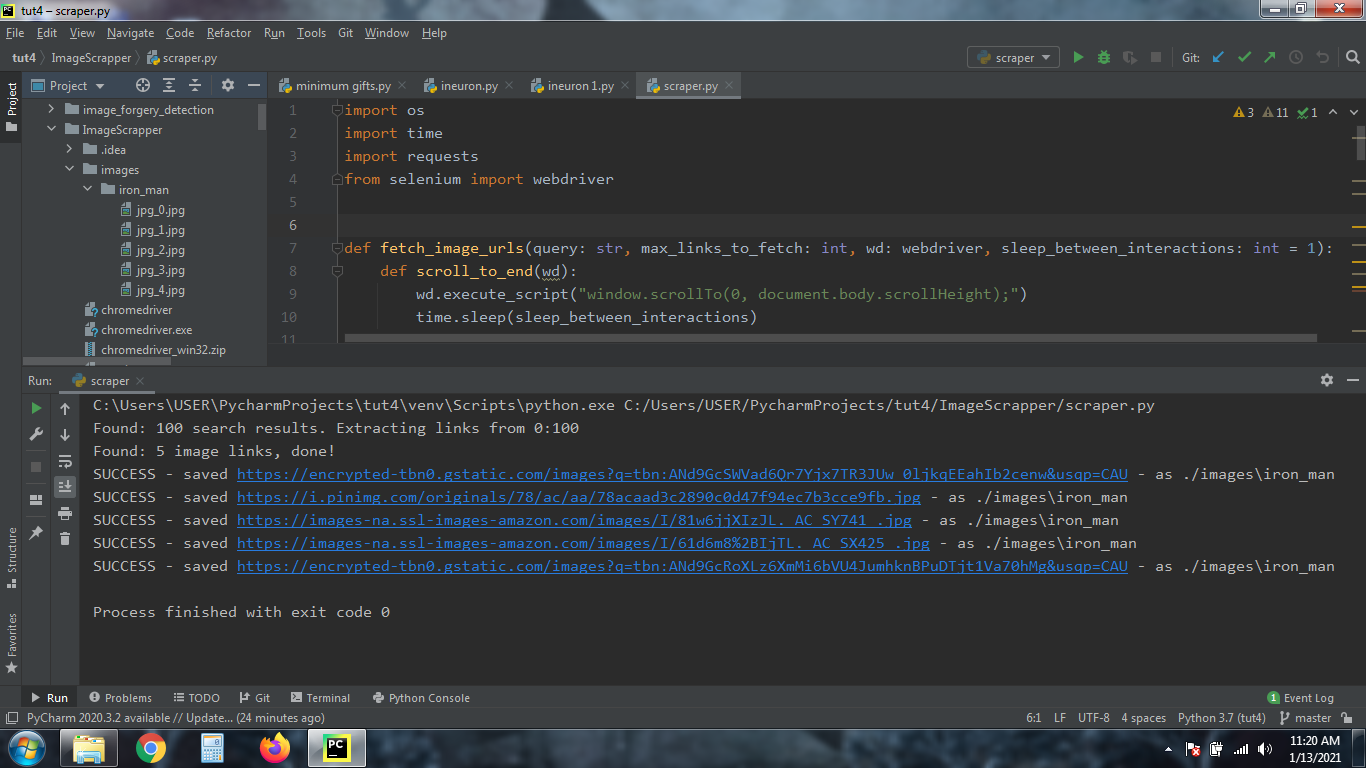 tut4 – scraper.py
File Edit View Navigate Code Refactor Run Tools Git Window Help
tut4 ImageScrapper scraper.py scraper Git:
Project minimum gifts.py ineuron.py ineuron 1.py scraper.py
Project
image_forgery_detection
ImageScrapper
.idea
images
iron_man
jpg_0.jpg
jpg_1.jpg
jpg_2.jpg
jpg_3.jpg
jpg_4.jpg
chromedriver
chromedriver.exe
chromedriver_win32.zip
3 11 1
1 import os
2 import time
3 import requests
4 from selenium import webdriver
5
6
7 def fetch_image_urls(query: str, max_links_to_fetch: int, wd: webdriver, sleep_between_interactions: int = 1):
8 def scroll_to_end(wd):
9 wd.execute_script("window.scrollTo(0, document.body.scrollHeight);")
10 time.sleep(sleep_between_interactions)
11
Run: scraper
C:\Users\USER\PycharmProjects\tut4\venv\Scripts\python.exe C:/Users/USER/PycharmProjects/tut4/ImageScrapper/scraper.py
Found: 100 search results. Extracting links from 0:100
Found: 5 image links, done!
SUCCESS - saved https://encrypted-tbn0.gstatic.com/images?q=tbn:ANd9GcSWVad6Qr7Yjx7TR3JUw_0ljkqEEahIb2cenw&usqp=CAU - as ./images\iron_man
SUCCESS - saved https://i.pinimg.com/originals/78/ac/aa/78acaad3c2890c0d47f94ec7b3cce9fb.jpg - as ./images\iron_man
SUCCESS - saved https://images-na.ssl-images-amazon.com/images/I/81w6jjXIzJL._AC_SY741_.jpg - as ./images\iron_man
SUCCESS - saved https://images-na.ssl-images-amazon.com/images/I/61d6m8%2BIjTL._AC_SX425_.jpg - as ./images\iron_man
SUCCESS - saved https://encrypted-tbn0.gstatic.com/images?q=tbn:ANd9GcRoXLz6XmMi6bVU4JumhknBPuDTjt1Va70hMg&usqp=CAU - as ./images\iron_man
Process finished with exit code 0
Structure
Favorites
Run Problems TODO Git Terminal Python Console 1 Event Log
PyCharm 2020.3.2 available // Update... (24 minutes ago) 6:1 LF UTF-8 4 spaces Python 3.7 (tut4) master
PC
11:20 AM
1/13/2021